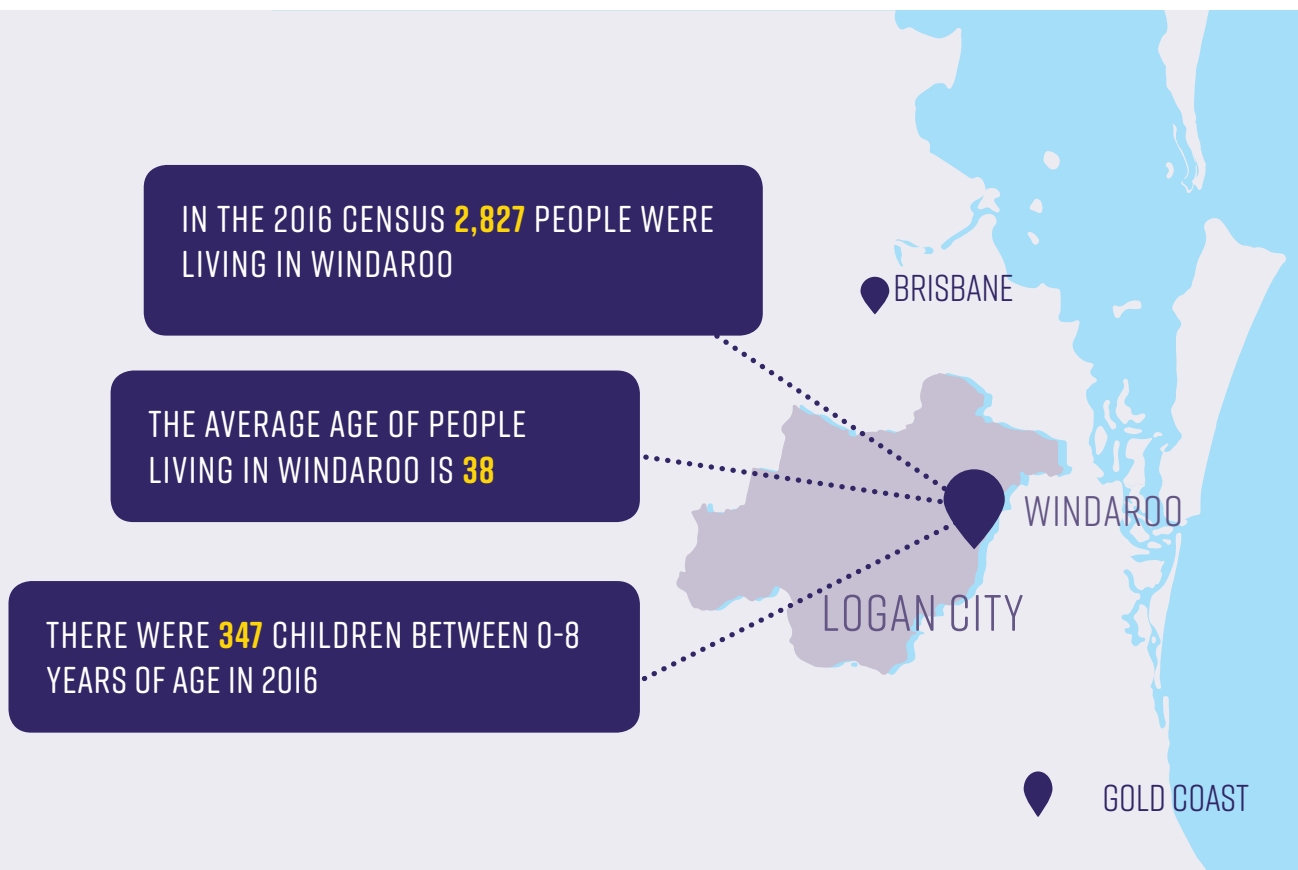 IN THE 2016 CENSUS 2,827 PEOPLE WERE
LIVING IN WINDAROO
BRISBANE
THE AVERAGE AGE OF PEOPLE
LIVING IN WINDAROO IS 38
WINDAROO
LOGAN CITY
THERE WERE 347 CHILDREN BETWEEN 0-8
YEARS OF AGE IN 2016
GOLD COAST